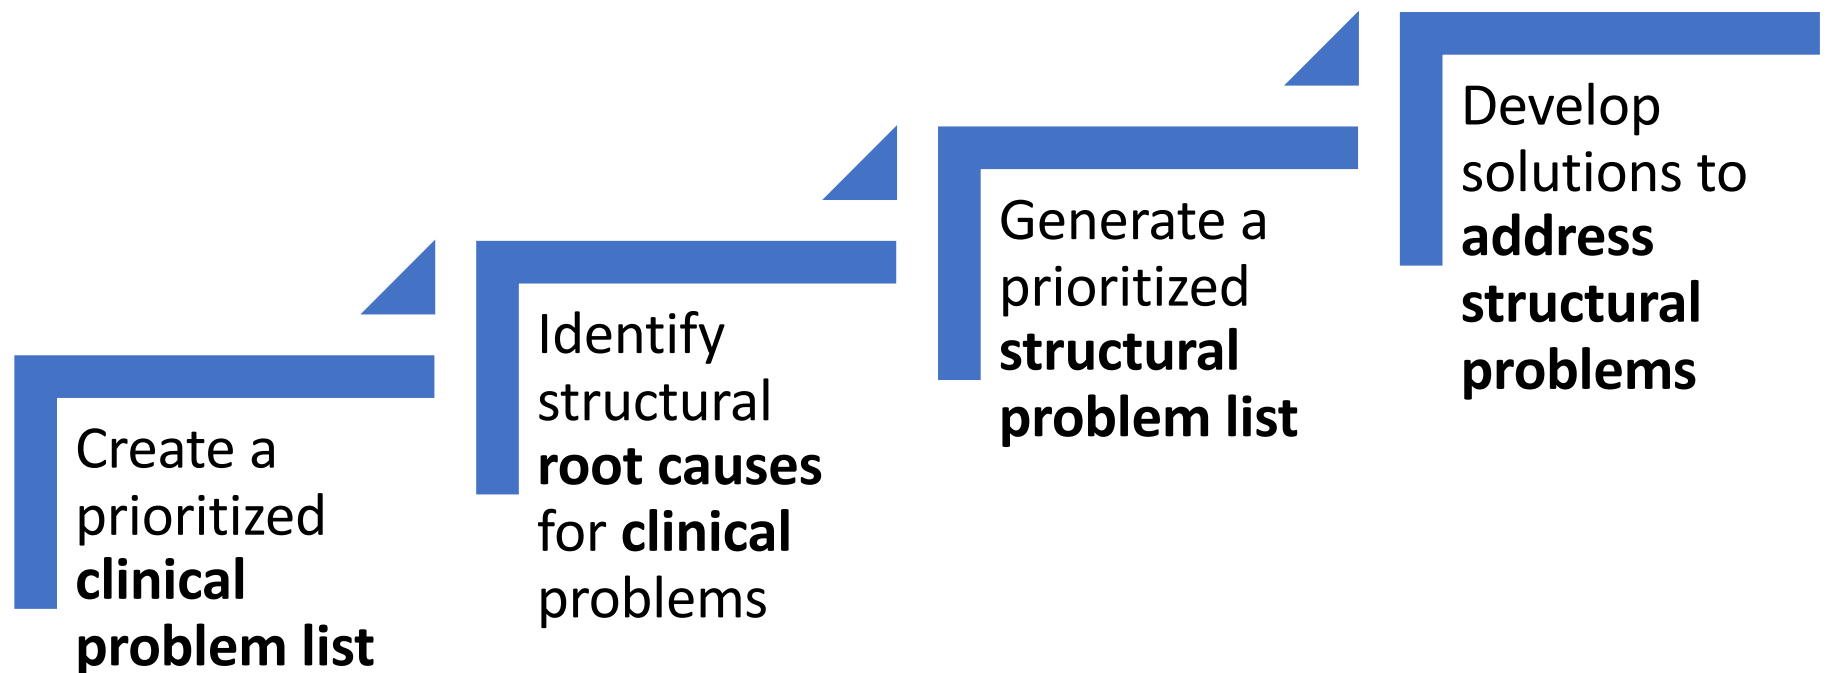 Create a
prioritized
clinical
problem list
Identify
structural
root causes
for clinical
problems
Generate a
prioritized
structural
problem list
Develop
solutions to
address
structural
problems